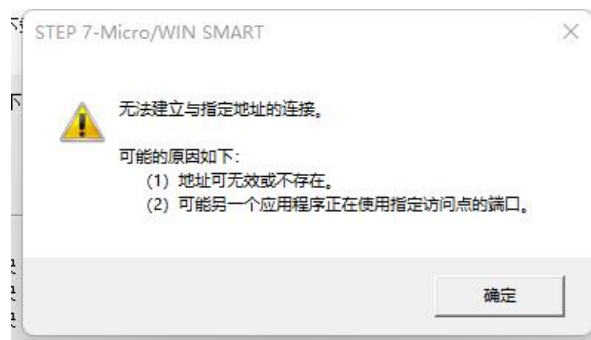 STEP 7-Micro/WIN SMART
无法建立与指定地址的连接。
可能的原因如下:
(1) 地址可无效或不存在。
(2) 可能另一个应用程序正在使用指定访问点的端口。
确定